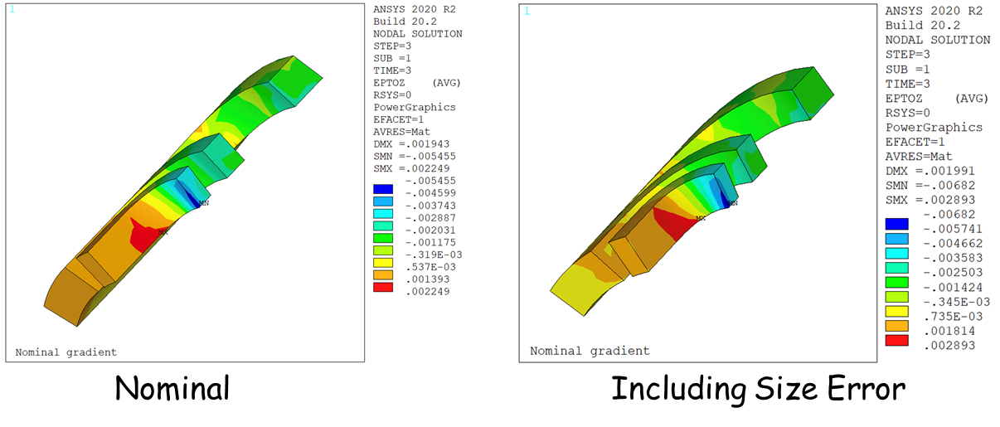 1
ANSYS 2020 R2
Build 20.2
NODAL SOLUTION
STEP=3
SUB =1
TIME=3
EPTOZ (AVG)
RSYS=0
PowerGraphics
EFACET=1
AVRES=Mat
DMX =.001943
SMN =-.005455
SMX =.002249
-.005455
-.004599
-.003743
-.002887
-.002031
-.001175
-.319E-03
.537E-03
.001393
.002249
MN
MX
Nominal gradient
Nominal
1
ANSYS 2020 R2
Build 20.2
NODAL SOLUTION
STEP=3
SUB =1
TIME=3
EPTOZ (AVG)
RSYS=0
PowerGraphics
EFACET=1
AVRES=Mat
DMX =.001991
SMN =-.00682
SMX =.002893
-.00682
-.005741
-.004662
-.003583
-.002503
-.001424
-.345E-03
.735E-03
.001814
.002893
MN
MX
Nominal gradient
Including Size Error